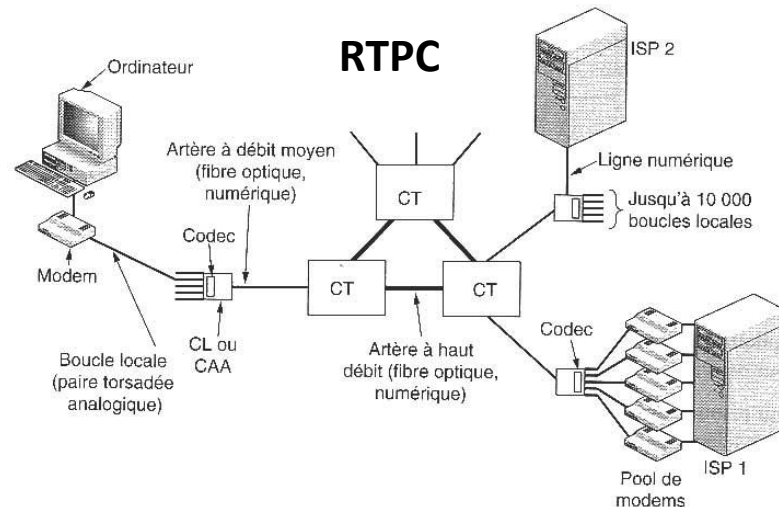 RTPC
Ordinateur
ISP 2
Artère à débit moyen
(fibre optique,
numérique)
CT
Ligne numérique
Jusqu'à 10 000
boucles locales
Codec
Modem
CT
CT
CL ou
CAA
Codec
Boucle locale
(paire torsadée
analogique)
Artère à haut
débit (fibre optique,
numérique)
Pool de
modems
ISP 1